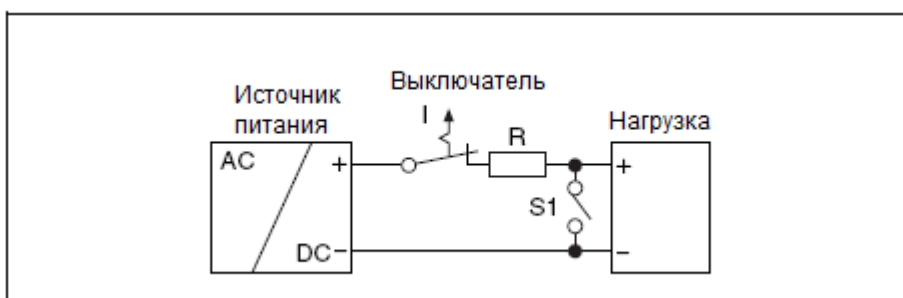 Источник
питания
Выключатель
I
Нагрузка
AC
+
R
+
S1
DC −
−